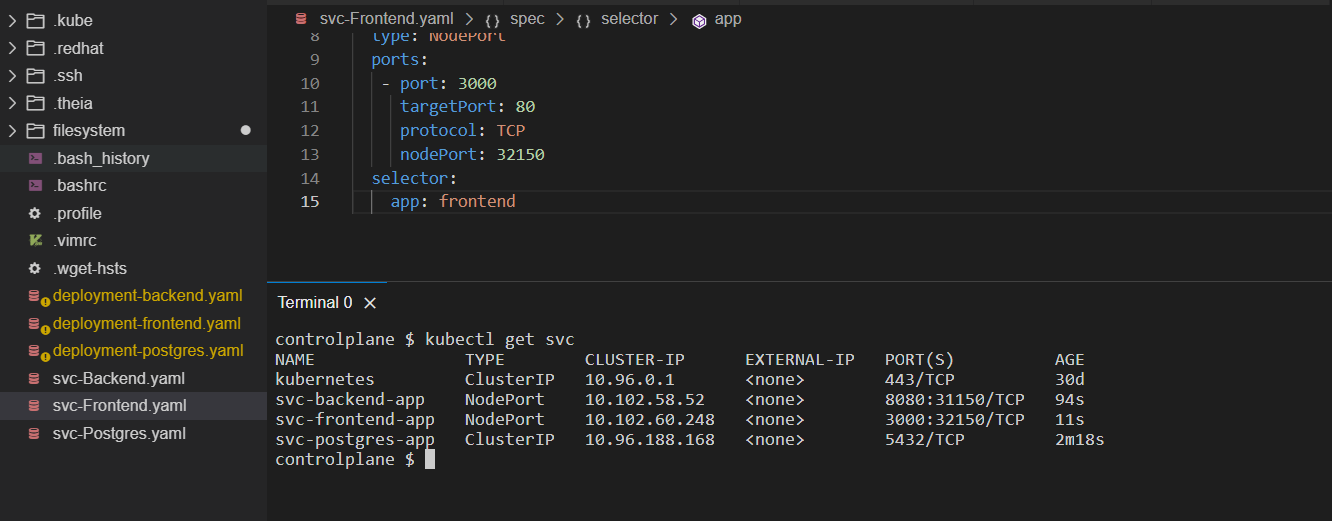 .kube
.redhat
.ssh
.theia
filesystem
.bash_history
.bashrc
.profile
.vimrc
.wget-hsts
deployment-backend.yaml
deployment-frontend.yaml
deployment-postgres.yaml
svc-Backend.yaml
svc-Frontend.yaml
svc-Postgres.yaml
svc-Frontend.yaml > {} spec > {} selector > app
8 type: NodePort
9 ports:
10 - port: 3000
11 targetPort: 80
12 protocol: TCP
13 nodePort: 32150
14 selector:
15 app: frontend
Terminal 0 ×
controlplane $ kubectl get svc
NAME TYPE CLUSTER-IP EXTERNAL-IP PORT(S) AGE
kubernetes ClusterIP 10.96.0.1 <none> 443/TCP 30d
svc-backend-app NodePort 10.102.58.52 <none> 8080:31150/TCP 94s
svc-frontend-app NodePort 10.102.60.248 <none> 3000:32150/TCP 11s
svc-postgres-app ClusterIP 10.96.188.168 <none> 5432/TCP 2m18s
controlplane $